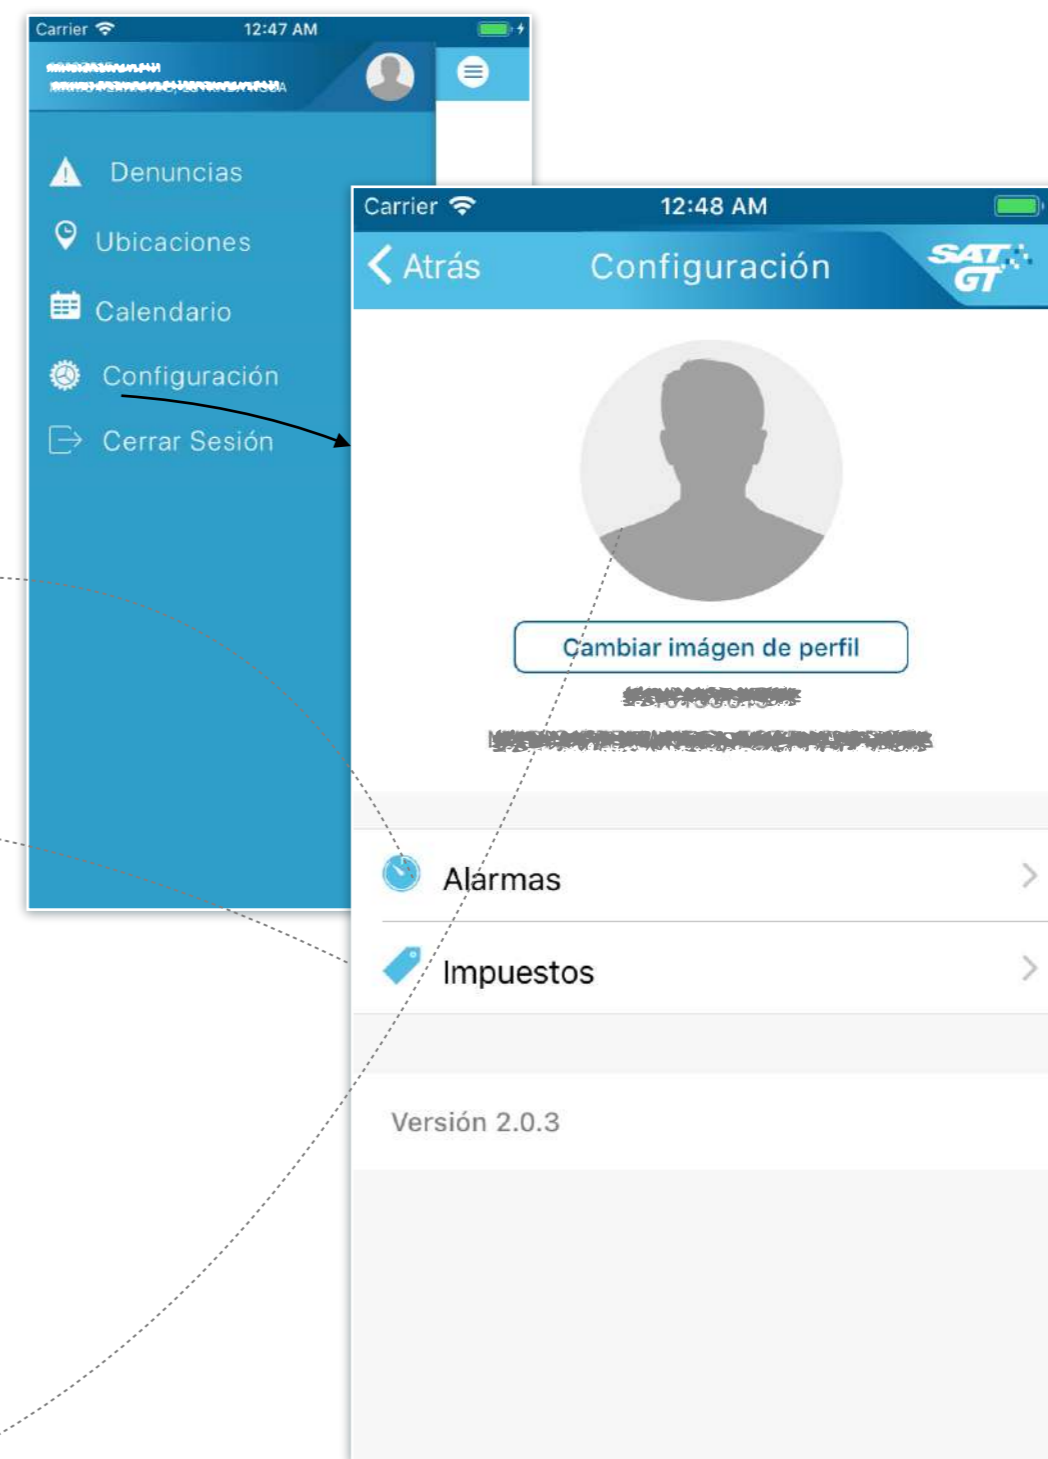 Carrier 12:47 AM
Denuncias
Ubicaciones
Calendario
Configuración
Cerrar Sesión
Carrier 12:48 AM
Atrás Configuración SAT GT
Cambiar imágen de perfil
Alarmas
Impuestos
Versión 2.0.3